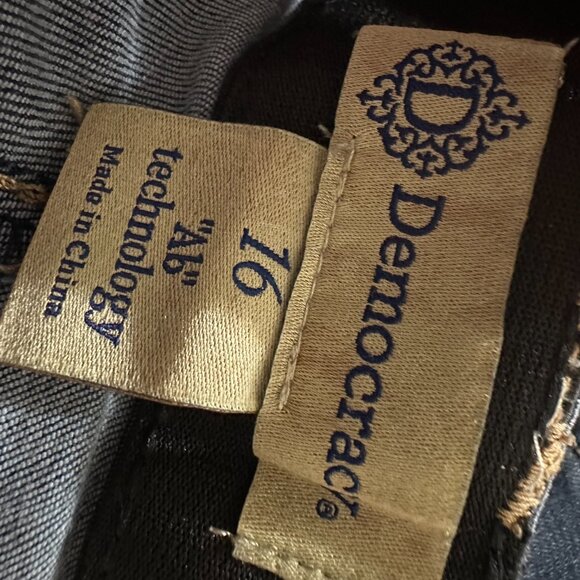 D
Democracy®
16
"AB"
technology
Made in China